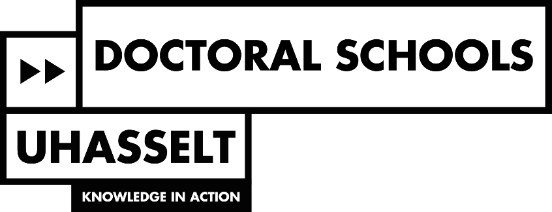 DOCTORAL SCHOOLS
UHASSELT
KNOWLEDGE IN ACTION